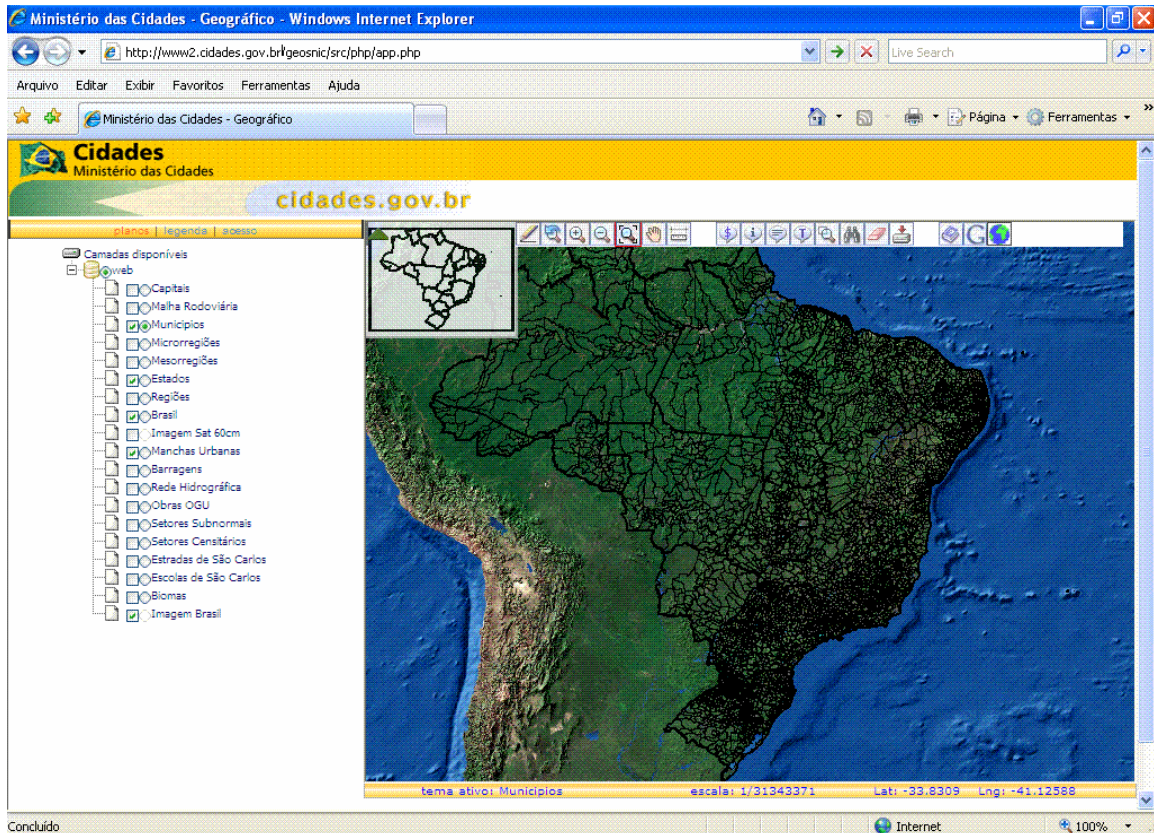 Ministério das Cidades - Geográfico - Windows Internet Explorer
http://www2.cidades.gov.br/geosnic/src/php/app.php
Live Search
Arquivo Editar Exibir Favoritos Ferramentas Ajuda
Ministério das Cidades - Geográfico
Página
Ferramentas
Cidades
Ministério das Cidades
cidades.gov.br
planos | legenda | acesso
Camadas disponíveis
web
Capitais
Malha Rodoviária
Municipios
Microrregiões
Mesorregiões
Estados
Regiões
Brasil
Imagem Sat 60cm
Manchas Urbanas
Barragens
Rede Hidrográfica
Obras OGU
Setores Subnormais
Setores Censitários
Estradas de São Carlos
Escolas de São Carlos
Biomas
Imagem Brasil
tema ativo: Municipios escala: 1/31343371 Lat: -33.8309 Lng: -41.12588
Concluído Internet 100%